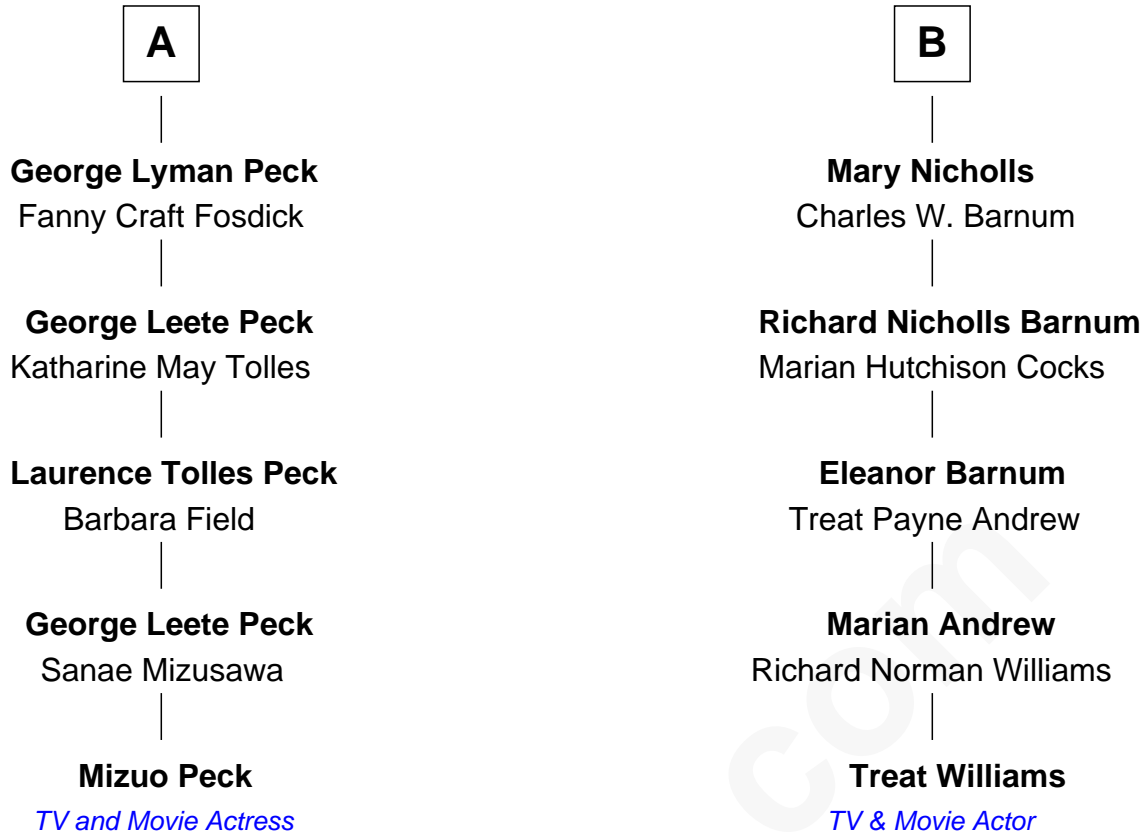 A
George Lyman Peck
Fanny Craft Fosdick
George Leete Peck
Katharine May Tolles
Laurence Tolles Peck
Barbara Field
George Leete Peck
Sanae Mizusawa
Mizuo Peck
TV and Movie Actress
B
Mary Nicholls
Charles W. Barnum
Richard Nicholls Barnum
Marian Hutchison Cocks
Eleanor Barnum
Treat Payne Andrew
Marian Andrew
Richard Norman Williams
Treat Williams
TV & Movie Actor
com